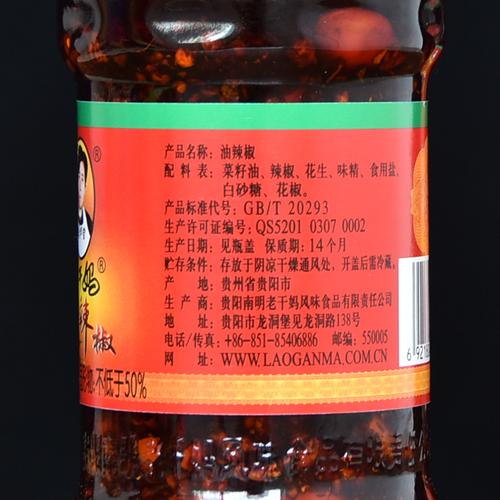 产品名称：油辣椒
配 料 表：菜籽油、辣椒、花生、味精、食用盐、
白砂糖、花椒。
产品标准代号：GB/T 20293
生产许可证编号：QS5201 0307 0002
生产日期：见瓶盖 保质期：14个月
贮存条件：存放于阴凉干燥通风处，开盖后需冷藏。
产 地：贵州省贵阳市
生 产 商：贵阳南明老干妈风味食品有限责任公司
地 址：贵阳市龙洞堡见龙洞路138号
电话/传真：+86-851-85406886 邮编：550005
网 址：WWW.LAOGANMA.COM.CN
妈®
辣椒
不低于50%
6 921